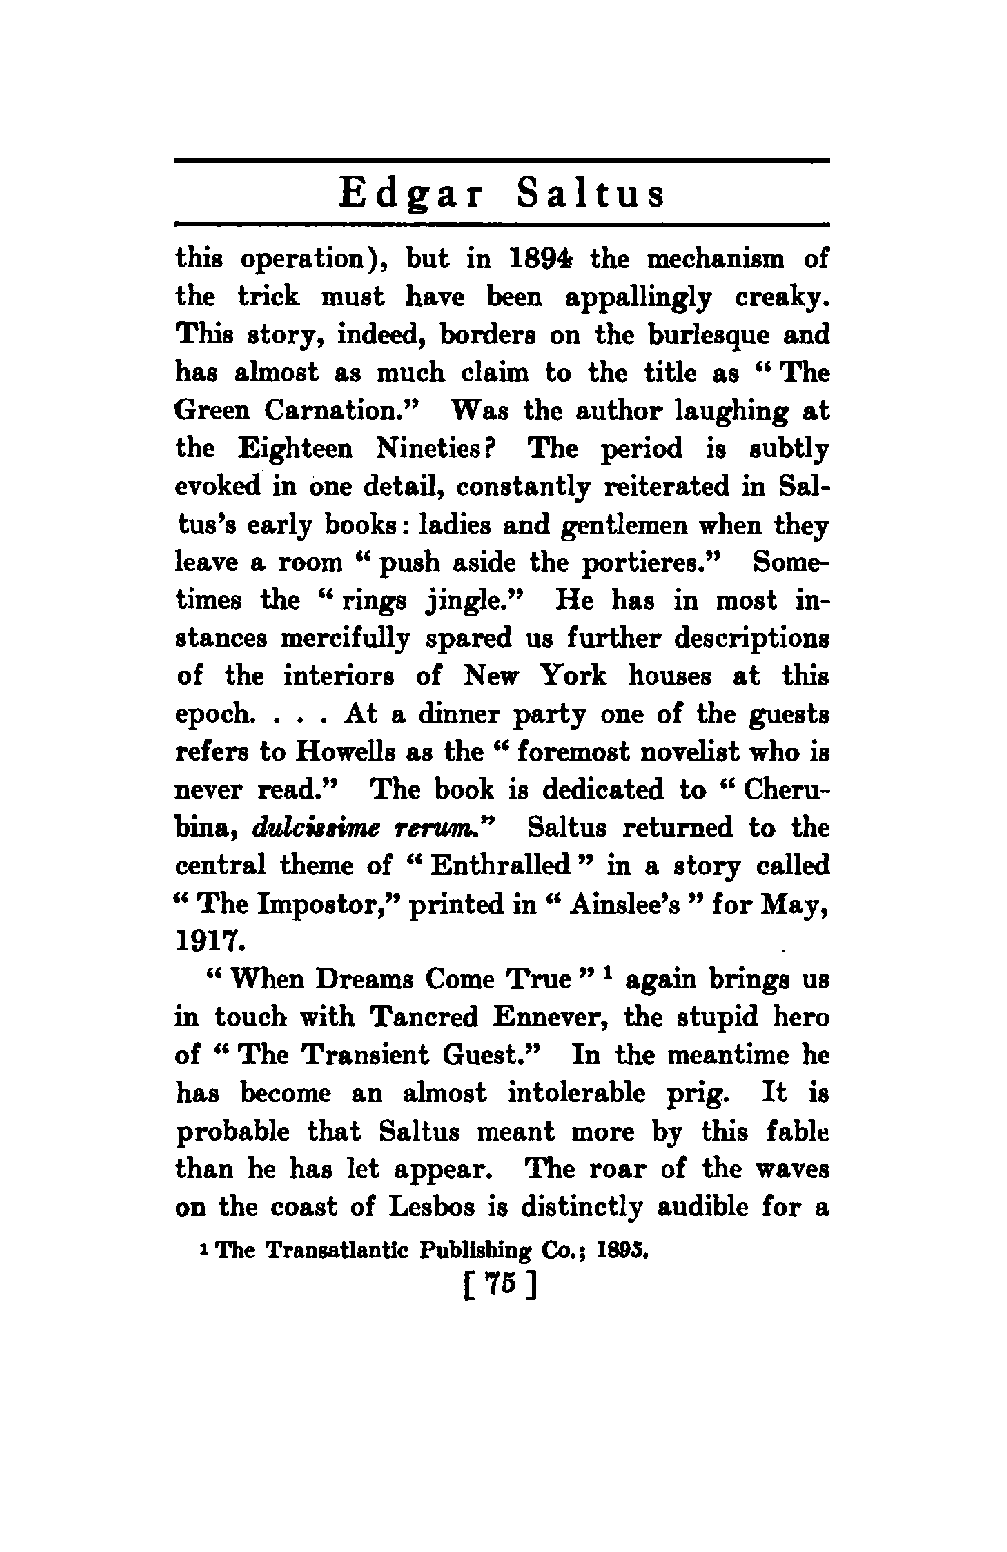 Edgar Saltus
this operation), but in 1894 the mechanism of
the trick must have been appallingly creaky.
This story, indeed, borders on the burlesque and
has almost as much claim to the title as “ The
Green Carnation.” Was the author laughing at
the Eighteen Nineties? The period is subtly
evoked in one detail, constantly reiterated in Sal-
tus’s early books: ladies and gentlemen when they
leave a room “ push aside the portieres.” Some-
times the “ rings jingle.” He has in most in-
stances mercifully spared us further descriptions
of the interiors of New York houses at this
epoch. . . . At a dinner party one of the guests
refers to Howells as the “ foremost novelist who is
never read.” The book is dedicated to “ Cheru-
bina, dulcissime rerum.” Saltus returned to the
central theme of “ Enthralled ” in a story called
“ The Impostor,” printed in “ Ainslee’s ” for May,
1917.
“ When Dreams Come True ” 1 again brings us
in touch with Tancred Ennever, the stupid hero
of “ The Transient Guest.” In the meantime he
has become an almost intolerable prig. It is
probable that Saltus meant more by this fable
than he has let appear. The roar of the waves
on the coast of Lesbos is distinctly audible for a
1 The Transatlantic Publishing Co.; 1895.
[ 75 ]